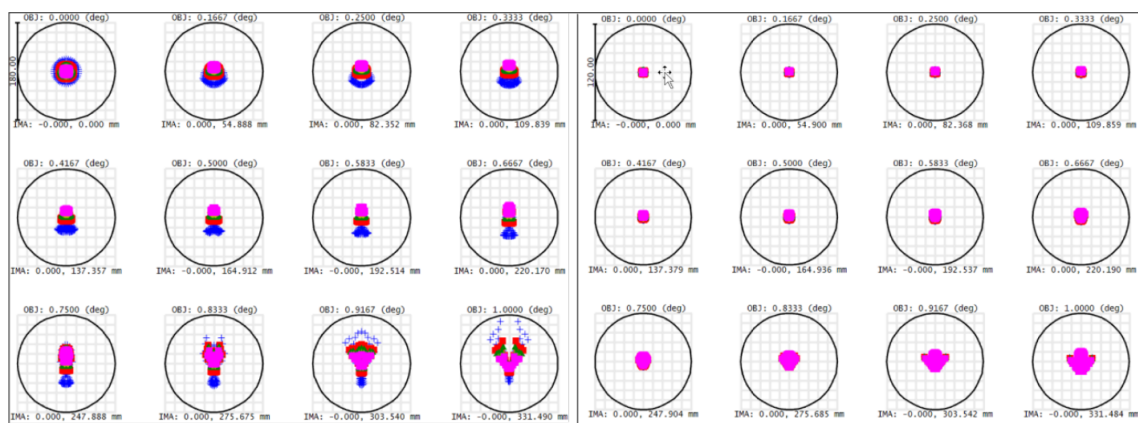 OBJ: 0.0000 (deg) OBJ: 0.1667 (deg) OBJ: 0.2500 (deg) OBJ: 0.3333 (deg)
180.00
IMA: -0.000, 0.000 mm IMA: 0.000, 54.888 mm IMA: 0.000, 82.352 mm IMA: 0.000, 109.839 mm
OBJ: 0.4167 (deg) OBJ: 0.5000 (deg) OBJ: 0.5833 (deg) OBJ: 0.6667 (deg)
IMA: 0.000, 137.357 mm IMA: -0.000, 164.912 mm IMA: -0.000, 192.514 mm IMA: 0.000, 220.170 mm
OBJ: 0.7500 (deg) OBJ: 0.8333 (deg) OBJ: 0.9167 (deg) OBJ: 1.0000 (deg)
IMA: 0.000, 247.888 mm IMA: 0.000, 275.675 mm IMA: -0.000, 303.540 mm IMA: 0.000, 331.490 mm
OBJ: 0.0000 (deg) OBJ: 0.1667 (deg) OBJ: 0.2500 (deg) OBJ: 0.3333 (deg)
120.00
IMA: -0.000, 0.000 mm IMA: 0.000, 54.900 mm IMA: 0.000, 82.368 mm IMA: 0.000, 109.859 mm
OBJ: 0.4167 (deg) OBJ: 0.5000 (deg) OBJ: 0.5833 (deg) OBJ: 0.6667 (deg)
IMA: 0.000, 137.379 mm IMA: -0.000, 164.936 mm IMA: -0.000, 192.537 mm IMA: 0.000, 220.190 mm
OBJ: 0.7500 (deg) OBJ: 0.8333 (deg) OBJ: 0.9167 (deg) OBJ: 1.0000 (deg)
IMA: 0.000, 247.904 mm IMA: 0.000, 275.685 mm IMA: -0.000, 303.542 mm IMA: 0.000, 331.484 mm